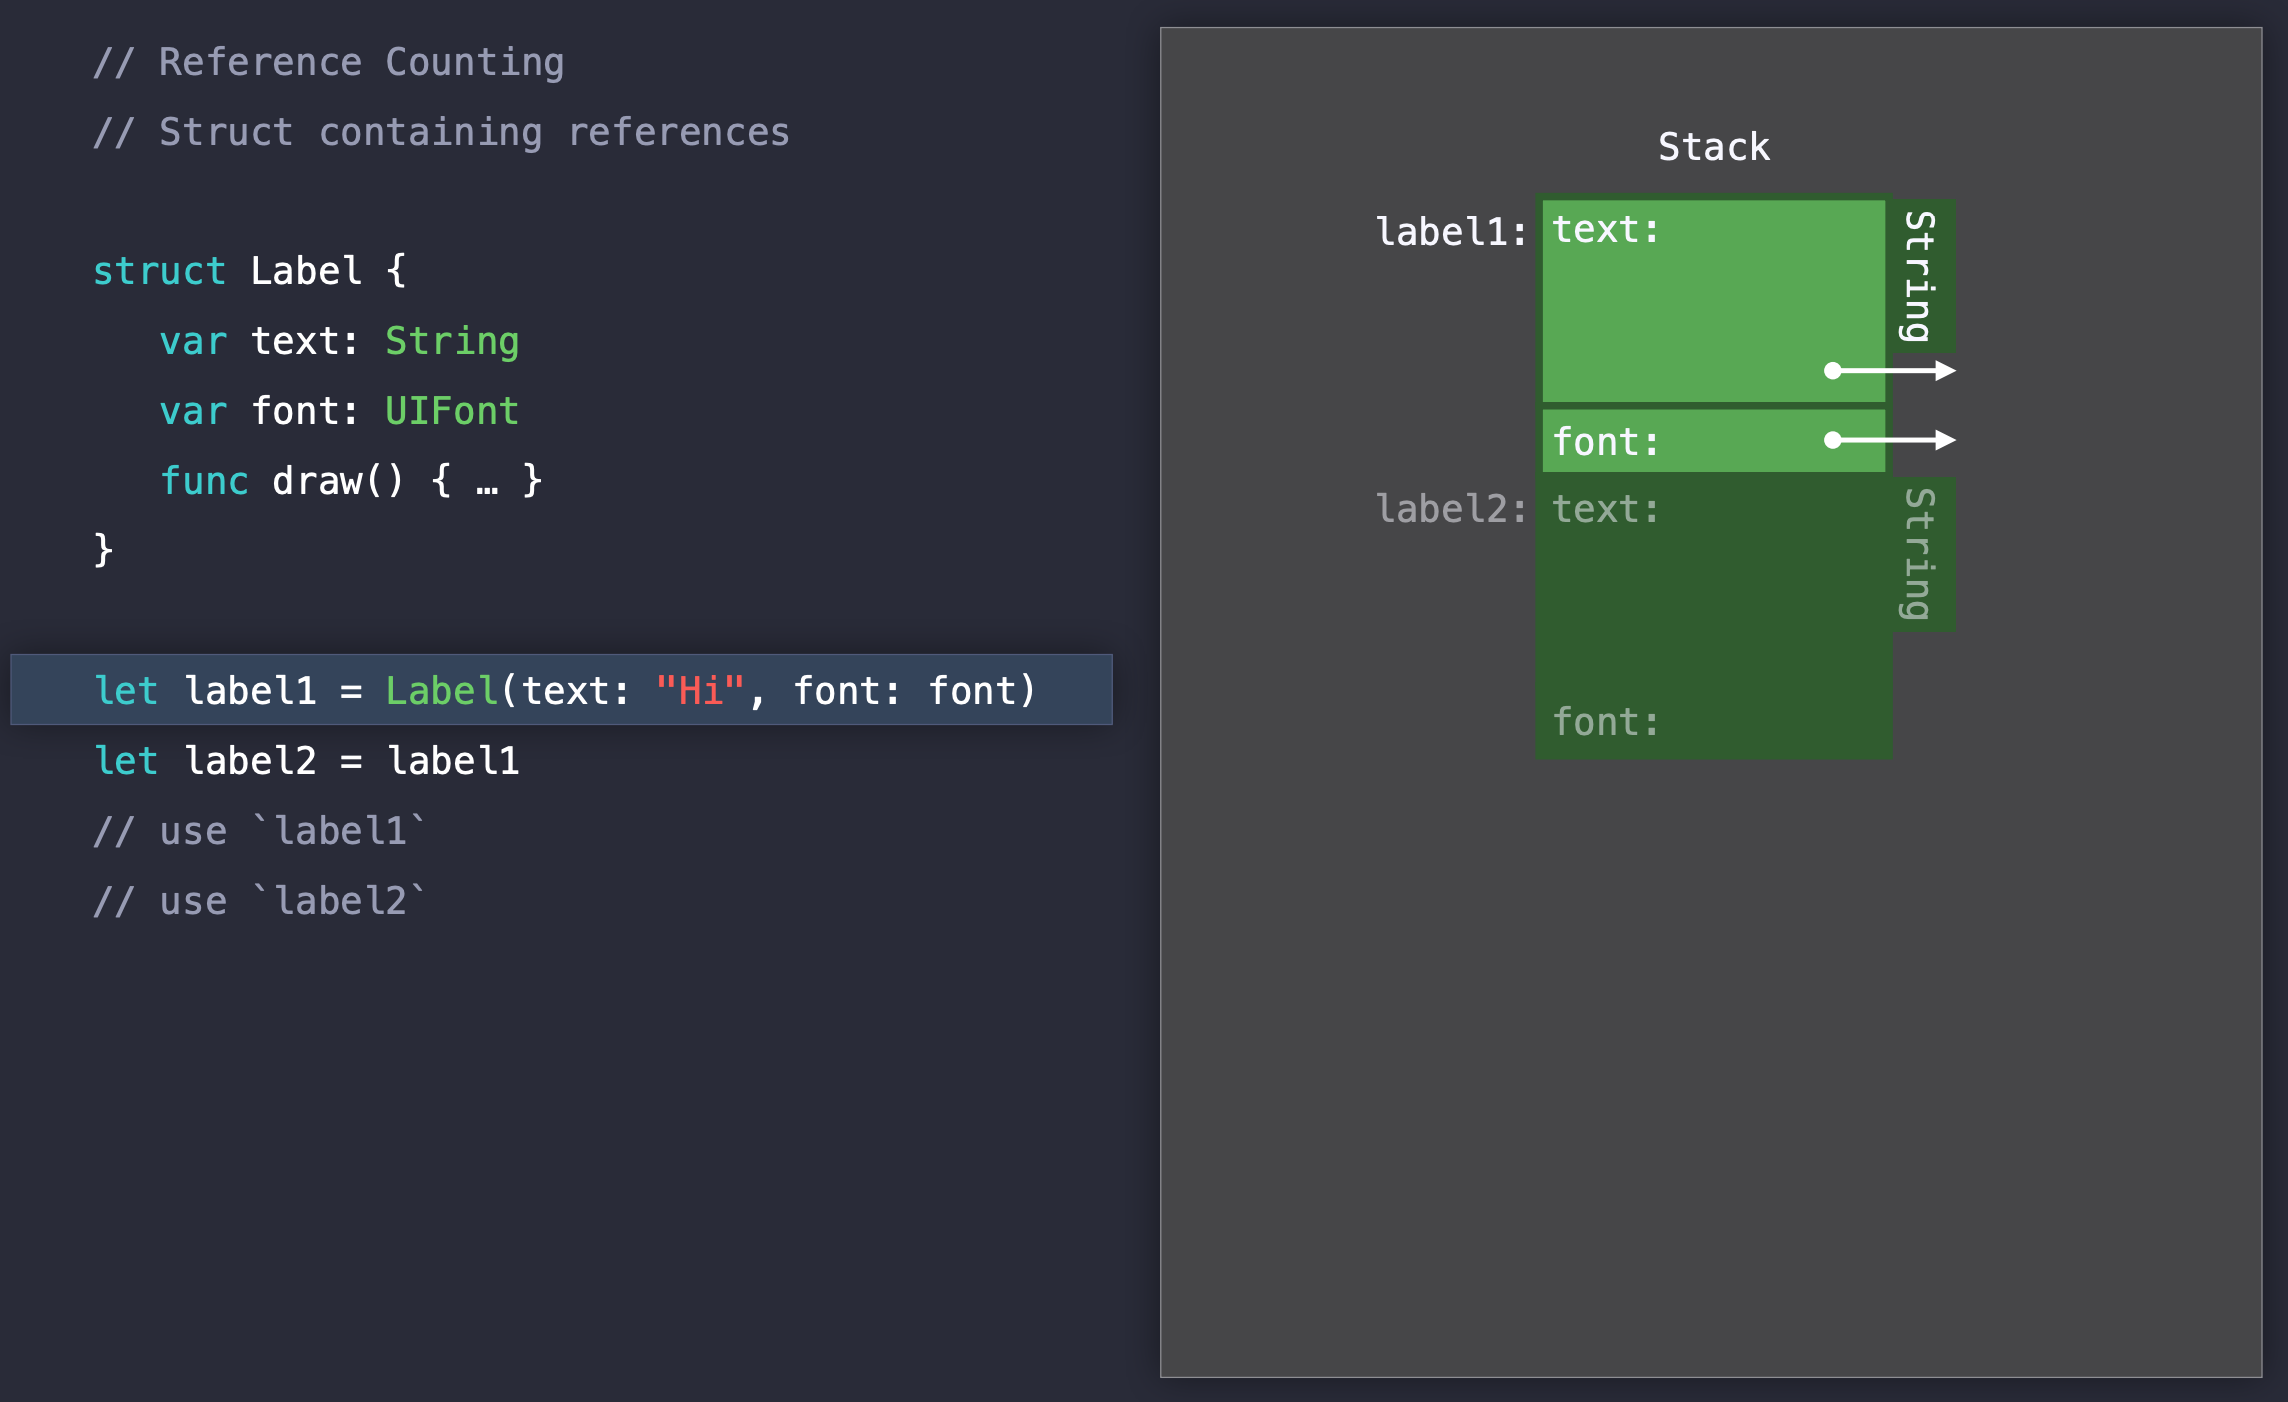 // Reference Counting
// Struct containing references
struct Label {
   var text: String
   var font: UIFont
   func draw() { … }
}
let label1 = Label(text: "Hi", font: font)
let label2 = label1
// use `label1`
// use `label2`
Stack
label1: text: String
font:
label2: text: String
font: